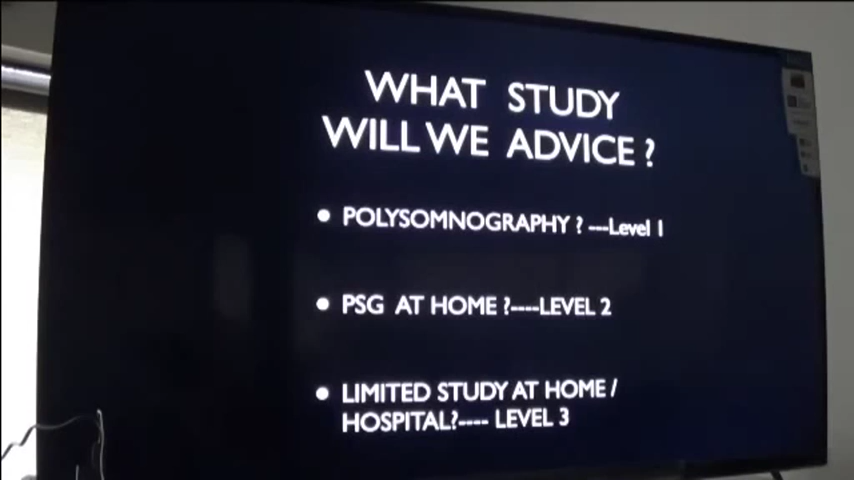 WHAT STUDY
WILL WE ADVICE ?
• POLYSOMNOGRAPHY ? ---Level 1
• PSG AT HOME ?----LEVEL 2
• LIMITED STUDY AT HOME /
HOSPITAL?---- LEVEL 3